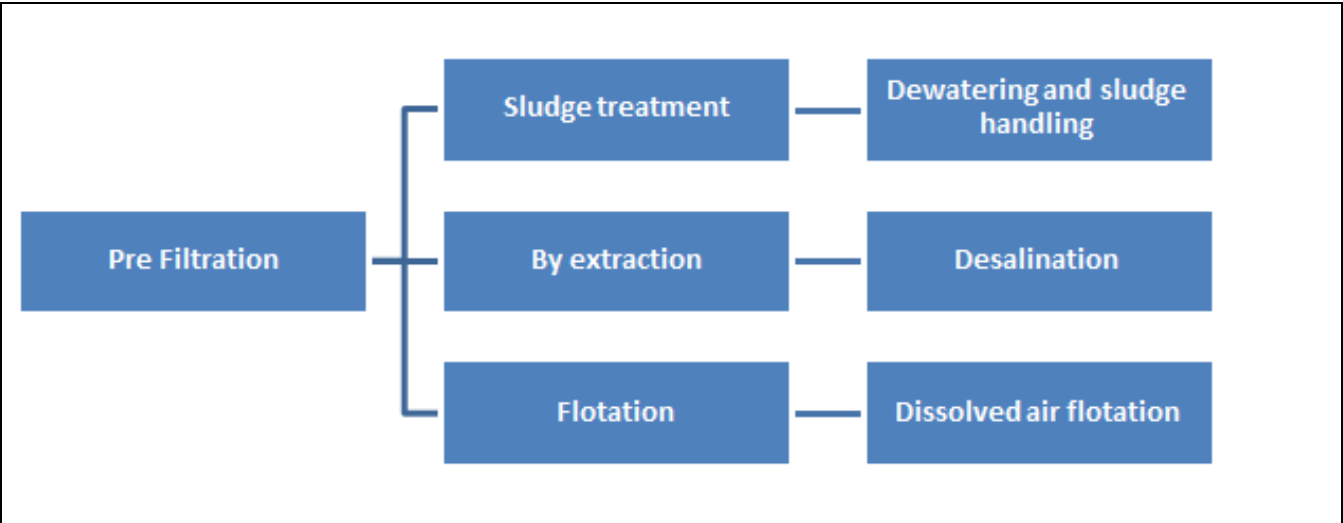 Sludge treatment
Dewatering and sludge
handling
Pre Filtration
By extraction
Desalination
Flotation
Dissolved air flotation